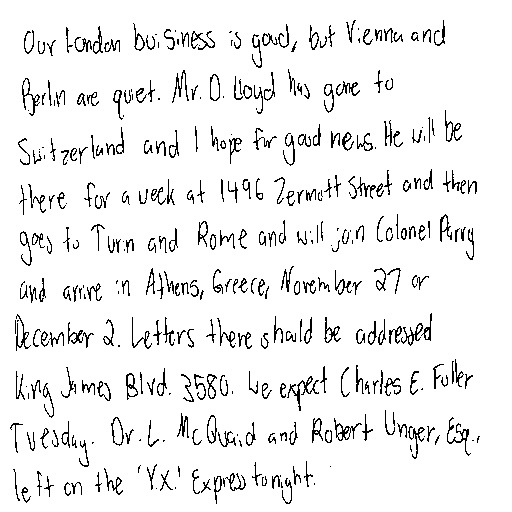 Our London buisiness is good, but Vienna and
Berlin are quiet. Mr. D. Lloyd has gone to
Switzerland and I hope for good news. He will be
there for a week at 1496 Zermott Street and then
goes to Turin and Rome and will join Colonel Parry
and arrive in Athens, Greece, November 27 or
December 2. Letters there should be addressed
King James Blvd. 3580. We expect Charles E. Fuller
Tuesday. Dr. L. McQuaid and Robert Unger, Esq.,
left on the 'Y.X.' Express tonight.